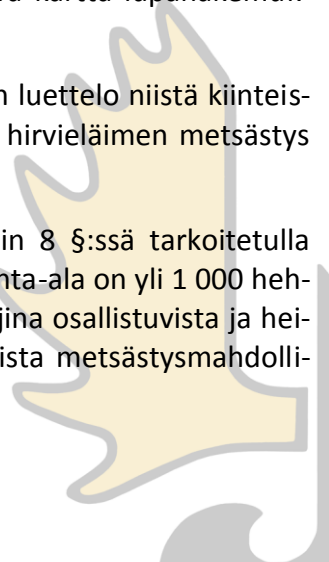 n luettelo niistä kiinteis-
hirvieläimen metsästys
in 8 §:ssä tarkoitetulla
nta-ala on yli 1 000 heh-
jina osallistuvista ja hei-
ista metsästysmahdolli-